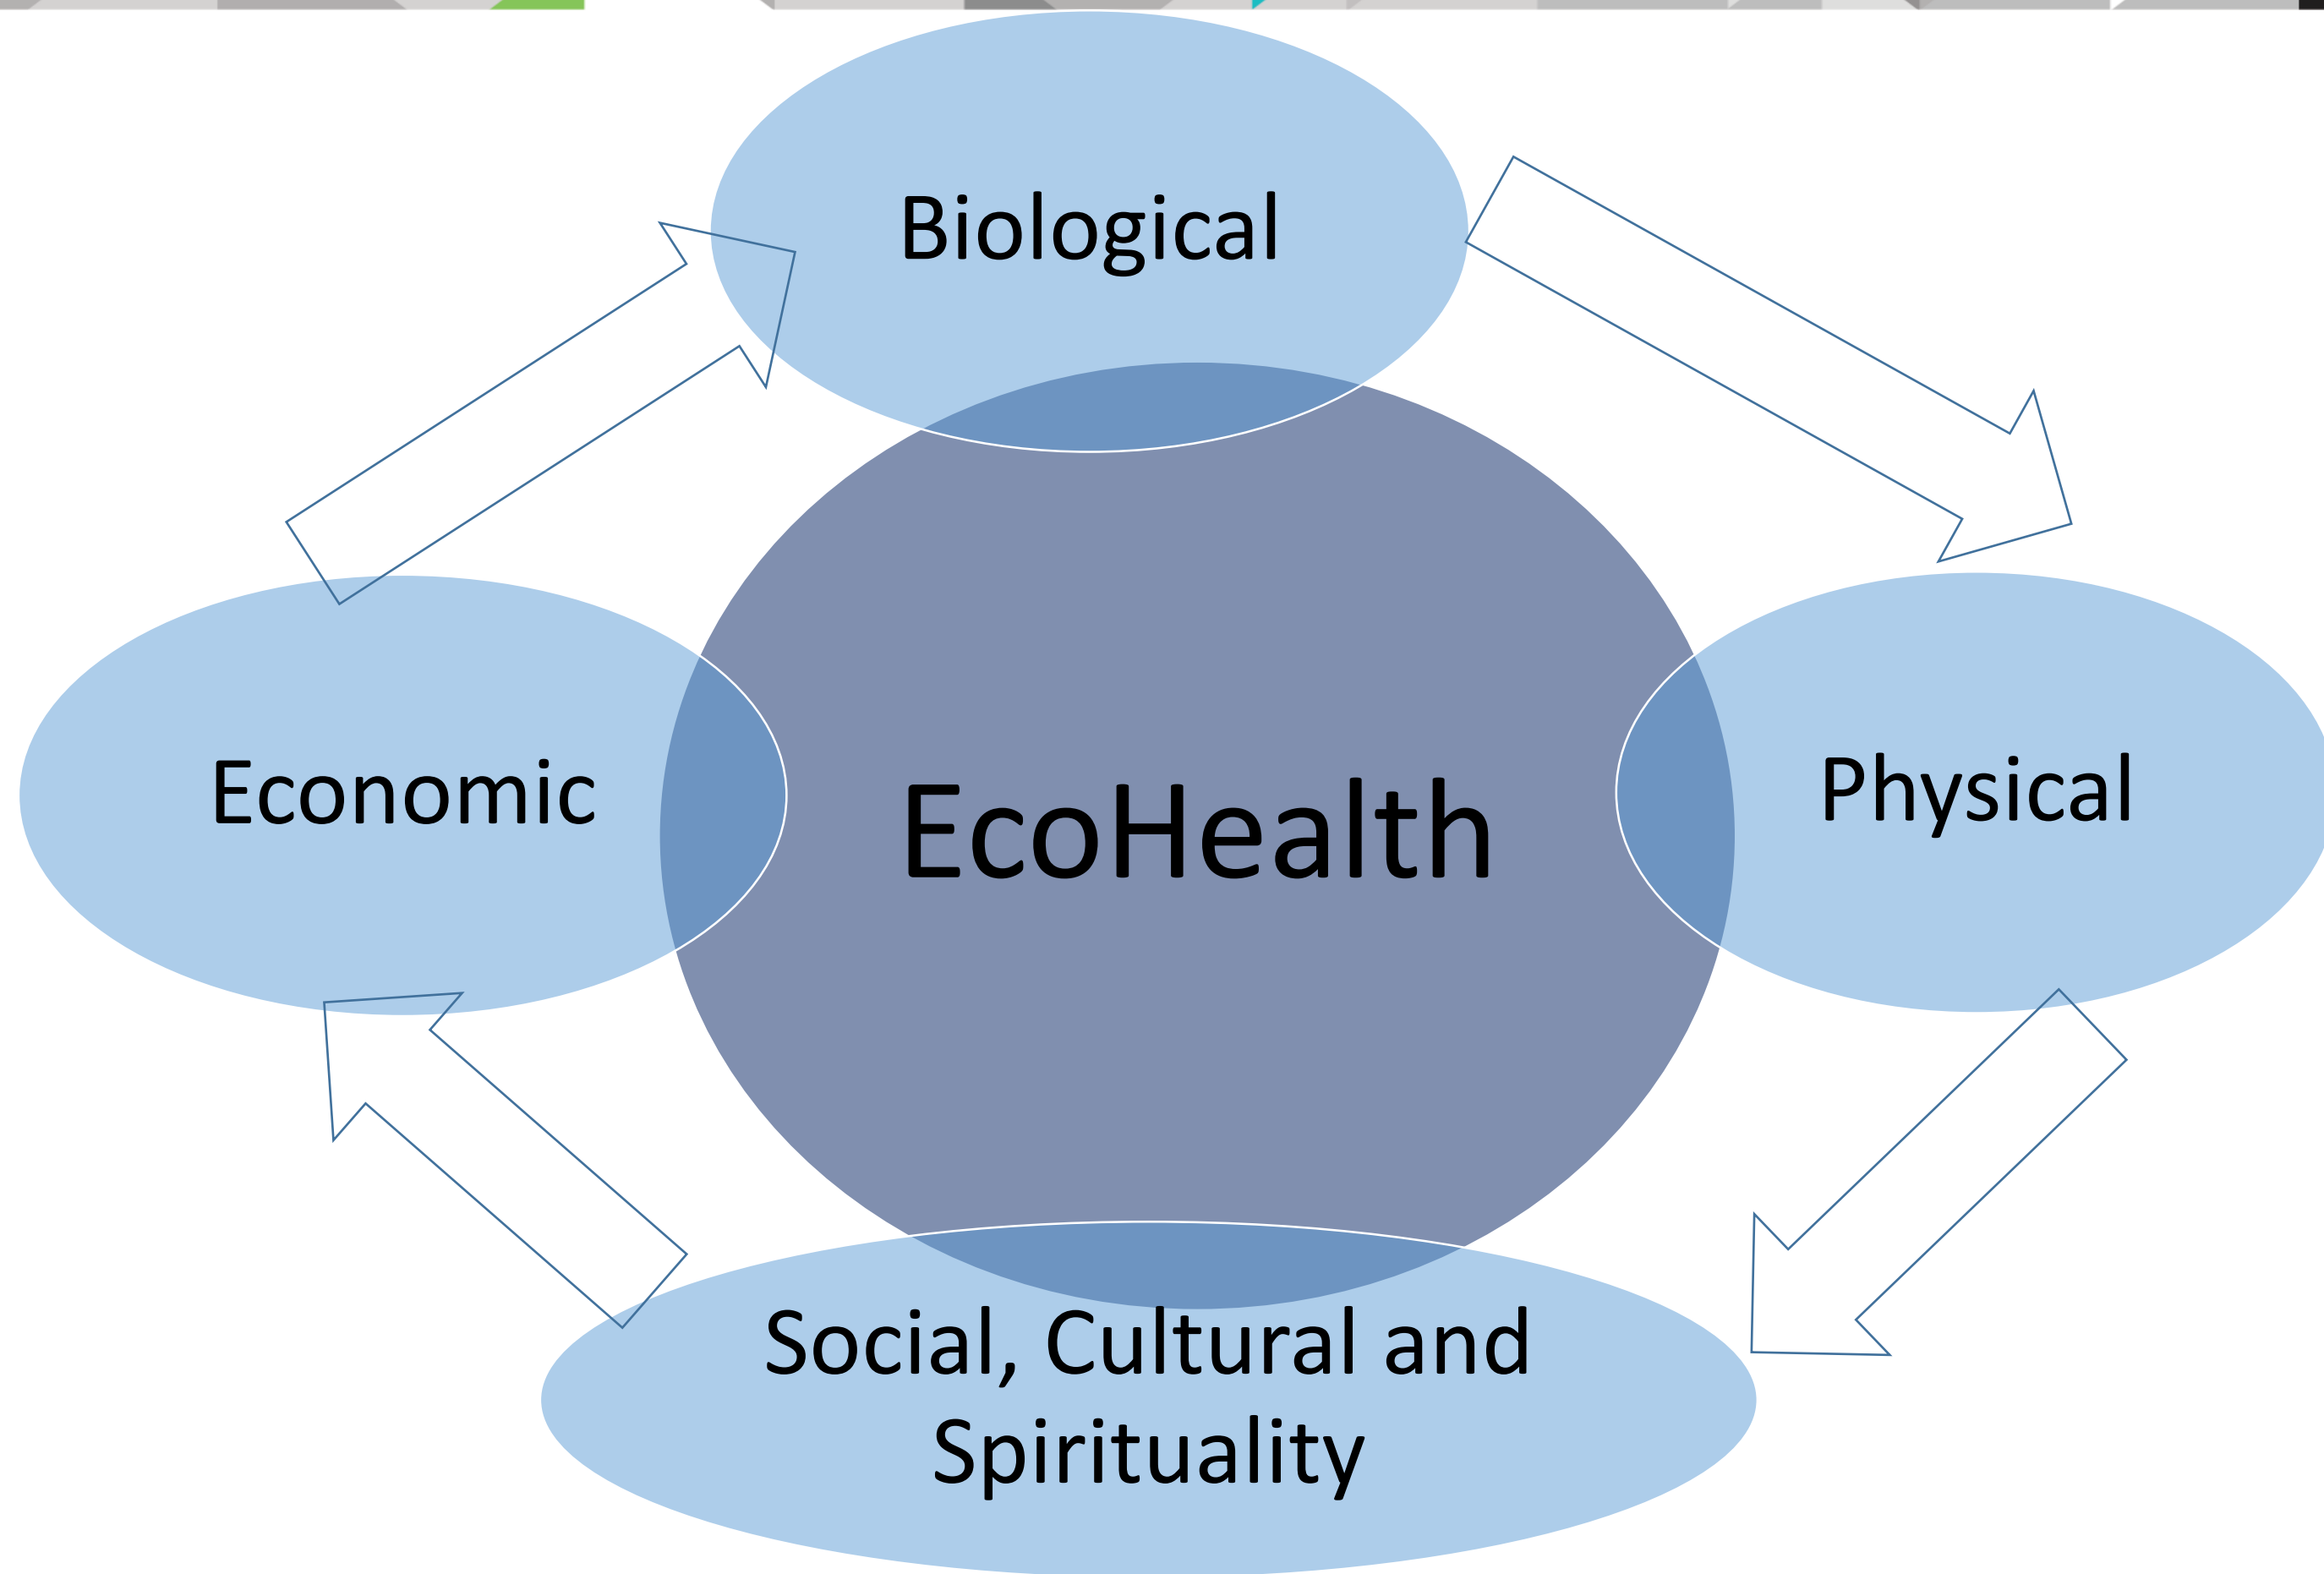 Biological
Economic
EcoHealth
Physical
Social, Cultural and
Spirituality